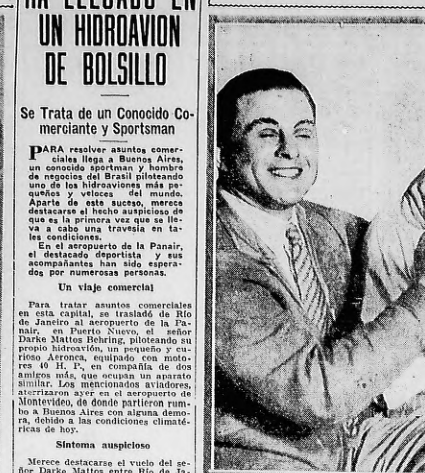 HA LLEGADO EN
UN HIDROAVION
DE BOLSILLO
Se Trata de un Conocido Co-
merciante y Sportsman
PARA resolver asuntos comer-
ciales llega a Buenos Aires,
un conocido sportman y hombre
de negocios del Brasil piloteando
uno de los hidroaviones más pe-
queños y veloces del mundo.
Aparte de este suceso, merece
destacarse el hecho auspicioso de
que es la primera vez que se lle-
va a cabo una travesía en ta-
les condiciones.
En el aeropuerto de la Panair,
el destacado deportista y sus
acompañantes han sido espera-
dos por numerosas personas.
Un viaje comercial
Para tratar asuntos comerciales
en esta capital, se trasladó de Río
de Janeiro al aeropuerto de la Pa-
nair, en Puerto Nuevo, el señor
Darke Mattos Behring, piloteando su
propio hidroavión, un pequeño y cu-
rioso Aeronca, equipado con moto-
res 40 H. P., en compañía de dos
amigos más, que ocupan un aparato
similar. Los mencionados aviadores,
aterrizaron ayer en el aeropuerto de
Montevideo, de donde partieron rum-
bo a Buenos Aires con alguna demo-
ra, debido a las condiciones climaté-
ricas de hoy.
Síntoma auspicioso
Merece destacarse el vuelo del se-
ñor Darke Mattos entre Río de Ja-